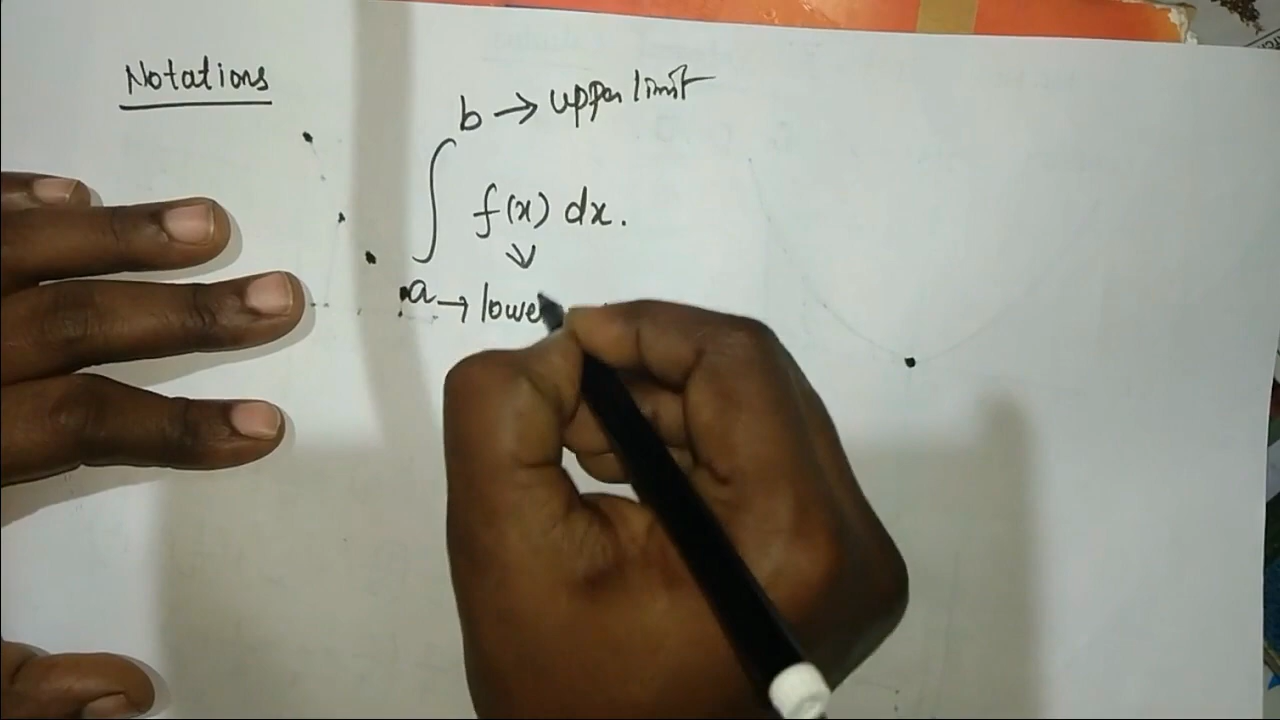 Notations
b → upper limit
∫ f(x) dx.
↓
a → lowe